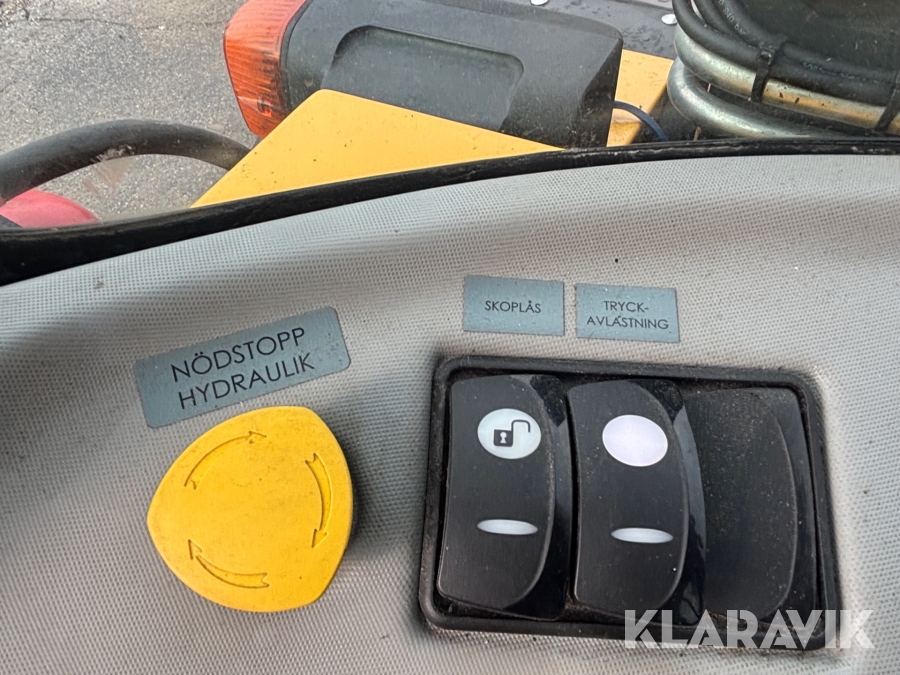 NÖDSTOPP
HYDRAULIK
SKOPLÅS
TRYCK-
AVLASTNING
KLARAVIK